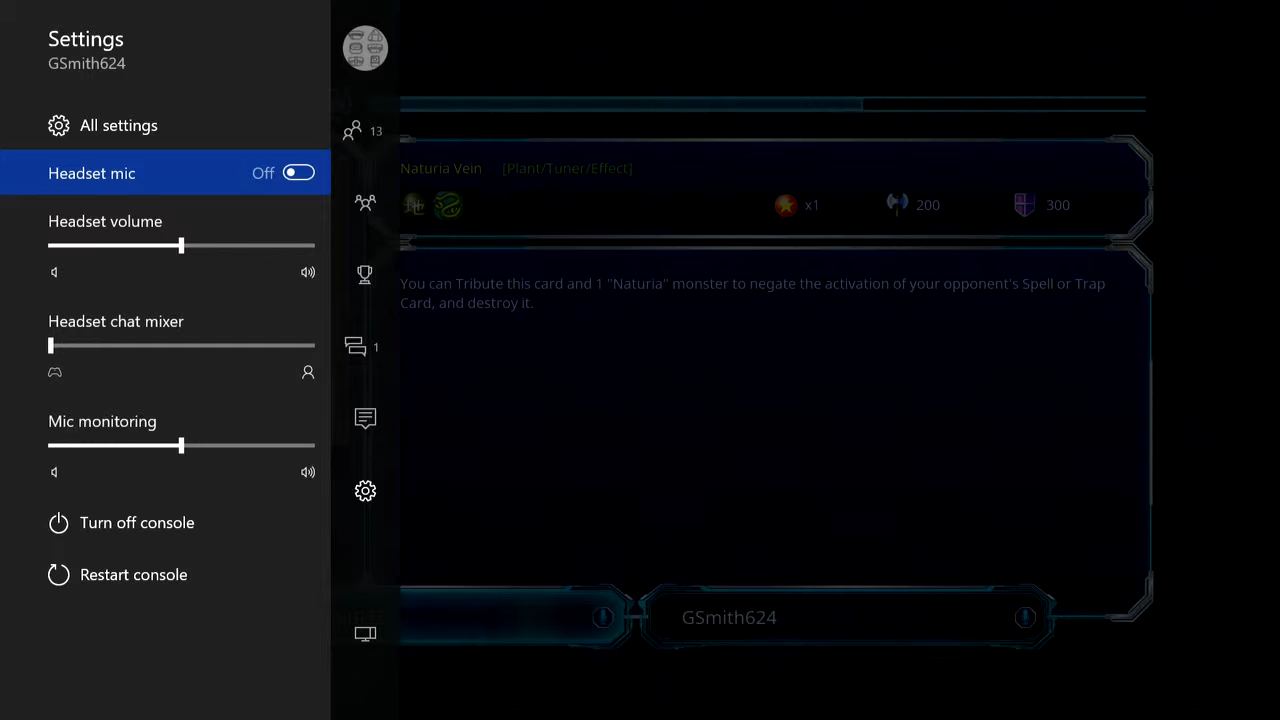 Settings
GSmith624
All settings
Headset mic Off
Headset volume
Headset chat mixer
Mic monitoring
Turn off console
Restart console
13
1
Naturia Vein [Plant/Tuner/Effect]
x1 200 300
You can Tribute this card and 1 "Naturia" monster to negate the activation of your opponent's Spell or Trap
Card, and destroy it.
GSmith624